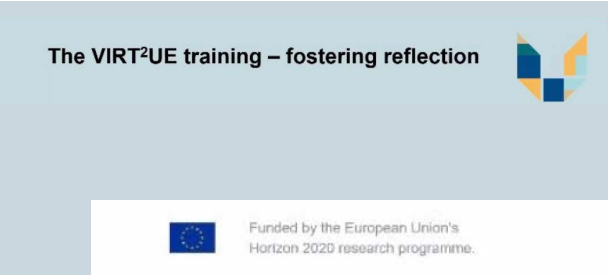 The VIRT²UE training – fostering reflection
Funded by the European Union's
Horizon 2020 research programme.